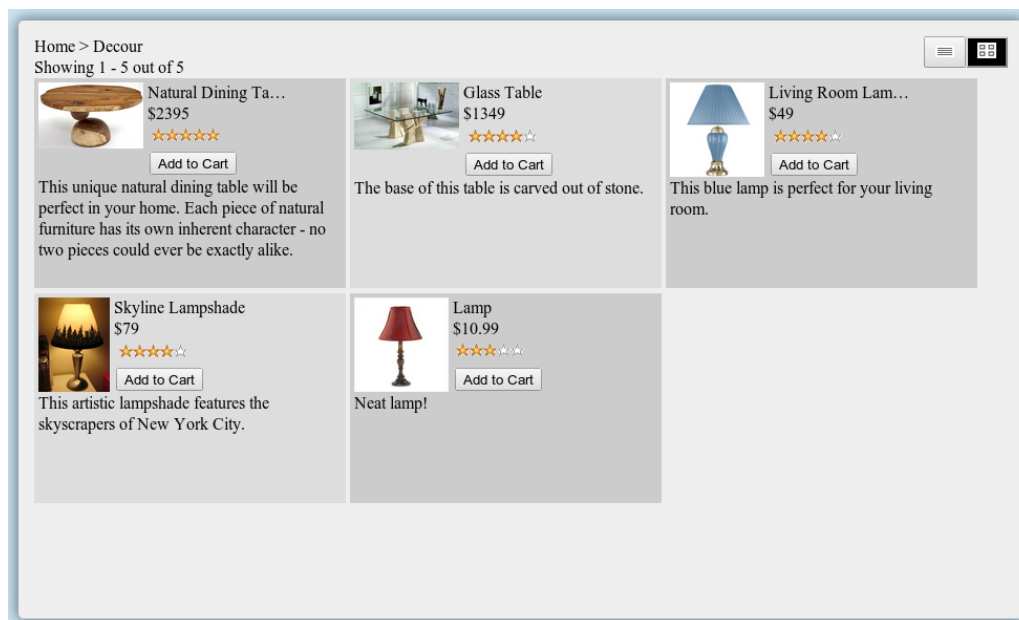 Home > Decour
Showing 1 - 5 out of 5
Natural Dining Ta…
$2395
Add to Cart
This unique natural dining table will be
perfect in your home. Each piece of natural
furniture has its own inherent character - no
two pieces could ever be exactly alike.
Glass Table
$1349
Add to Cart
The base of this table is carved out of stone.
Living Room Lam…
$49
Add to Cart
This blue lamp is perfect for your living
room.
Skyline Lampshade
$79
Add to Cart
This artistic lampshade features the
skyscrapers of New York City.
Lamp
$10.99
Add to Cart
Neat lamp!